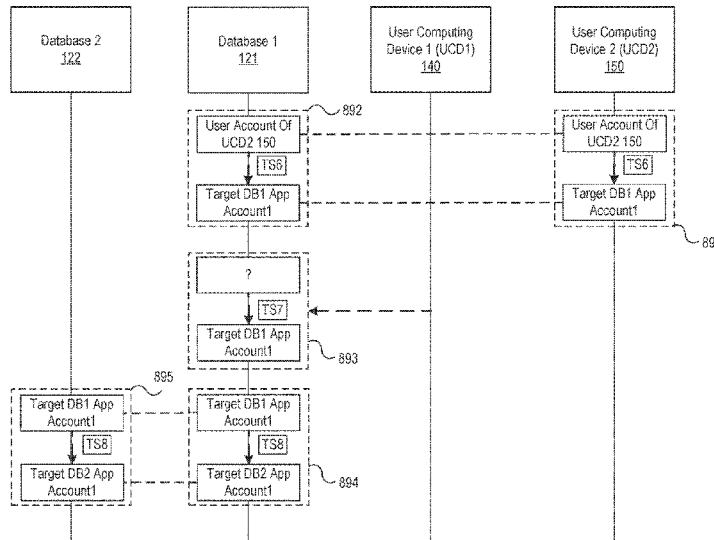 Database 2
122
Database 1
121
User Computing
Device 1 (UCD1)
140
User Computing
Device 2 (UCD2)
150
892
User Account Of
UCD2 150
TS6
Target DB1 App
Account1
User Account Of
UCD2 150
TS6
Target DB1 App
Account1
89
?
TS7
Target DB1 App
Account1
893
895
Target DB1 App
Account1
TS8
Target DB2 App
Account1
Target DB1 App
Account1
TS8
Target DB2 App
Account1
894